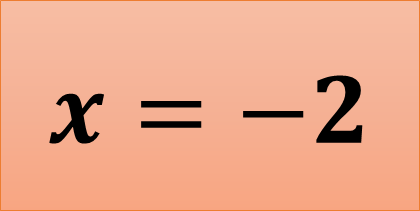 x = −2